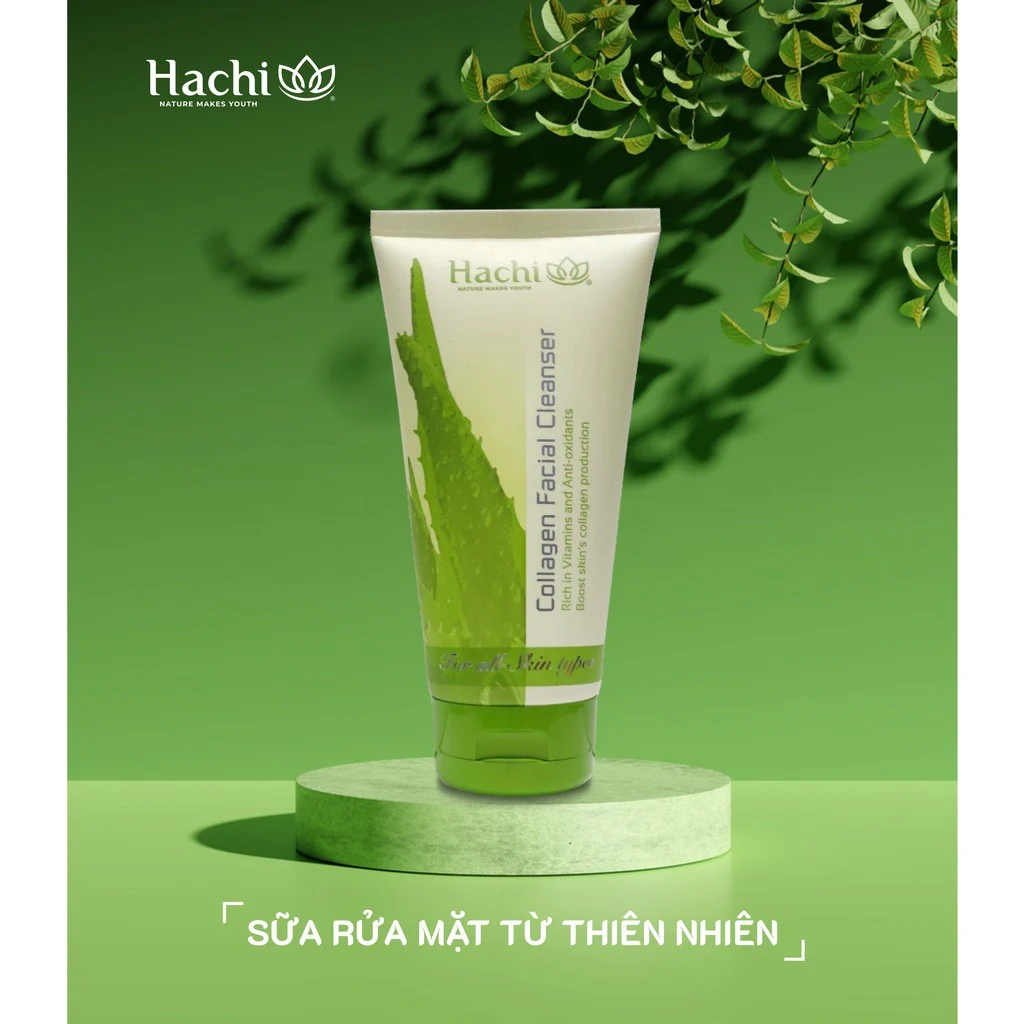 Hachi
NATURE MAKES YOUTH
Hachi
NATURE MAKES YOUTH
Collagen Facial Cleanser
Rich in Vitamins and Anti-oxidants
Boost skin's collagen production
For all Skin types
SỮA RỬA MẶT TỪ THIÊN NHIÊN